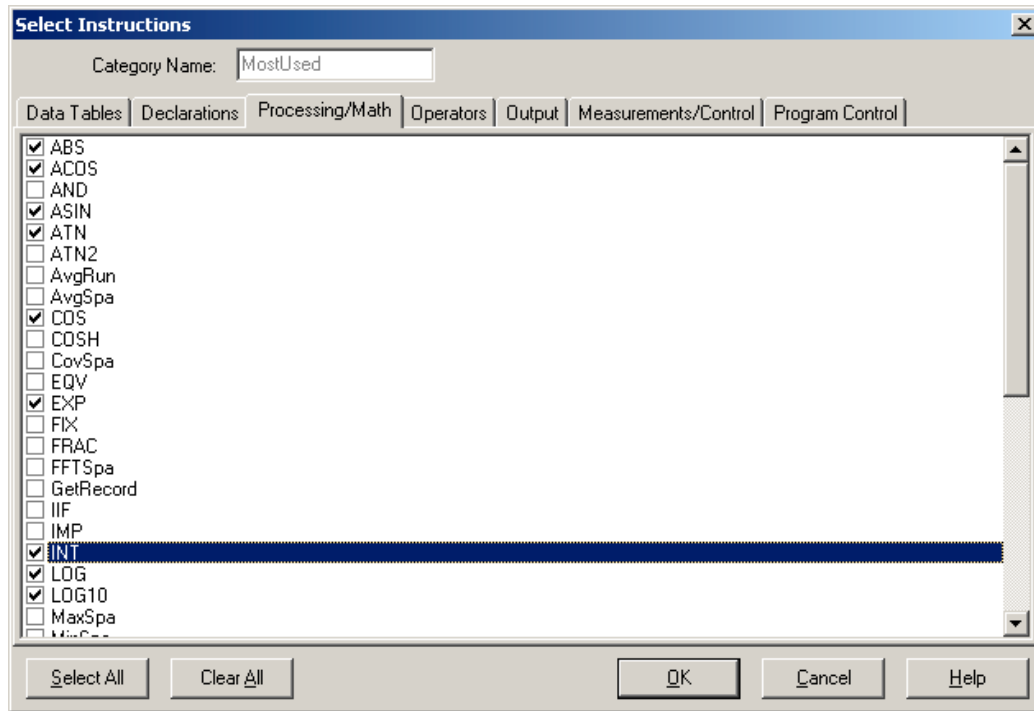 Select Instructions
Category Name: MostUsed
Data Tables Declarations Processing/Math Operators Output Measurements/Control Program Control
ABS
ACOS
AND
ASIN
ATN
ATN2
AvgRun
AvgSpa
COS
COSH
CovSpa
EQV
EXP
FIX
FRAC
FFTSpa
GetRecord
IIF
IMP
INT
LOG
LOG10
MaxSpa
Select All Clear All OK Cancel Help